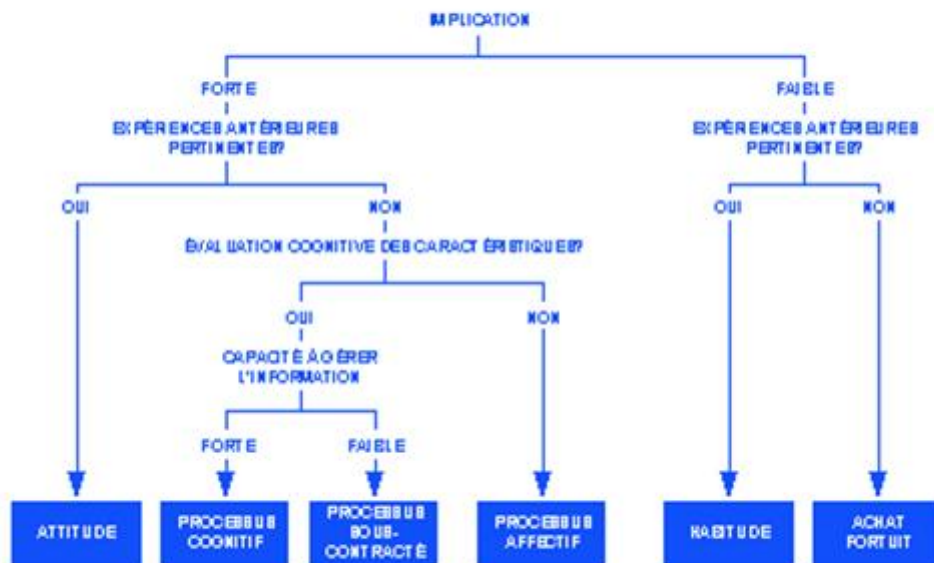 IMPLICATION
FORTE
FAIBLE
EXPÉRIENCES ANTÉRIEURES
PERTINENTES?
EXPÉRIENCES ANTÉRIEURES
PERTINENTES?
OUI
NON
OUI
NON
ÉVALUATION COGNITIVE DES CARACTÉRISTIQUES?
OUI
NON
CAPACITÉ À GÉRER
L'INFORMATION
FORTE
FAIBLE
ATTITUDE
PROCESSUS
COGNITIF
PROCESSUS
SOUS-
CONTRACTÉ
PROCESSUS
AFFECTIF
HABITUDE
ACHAT
FORTUIT